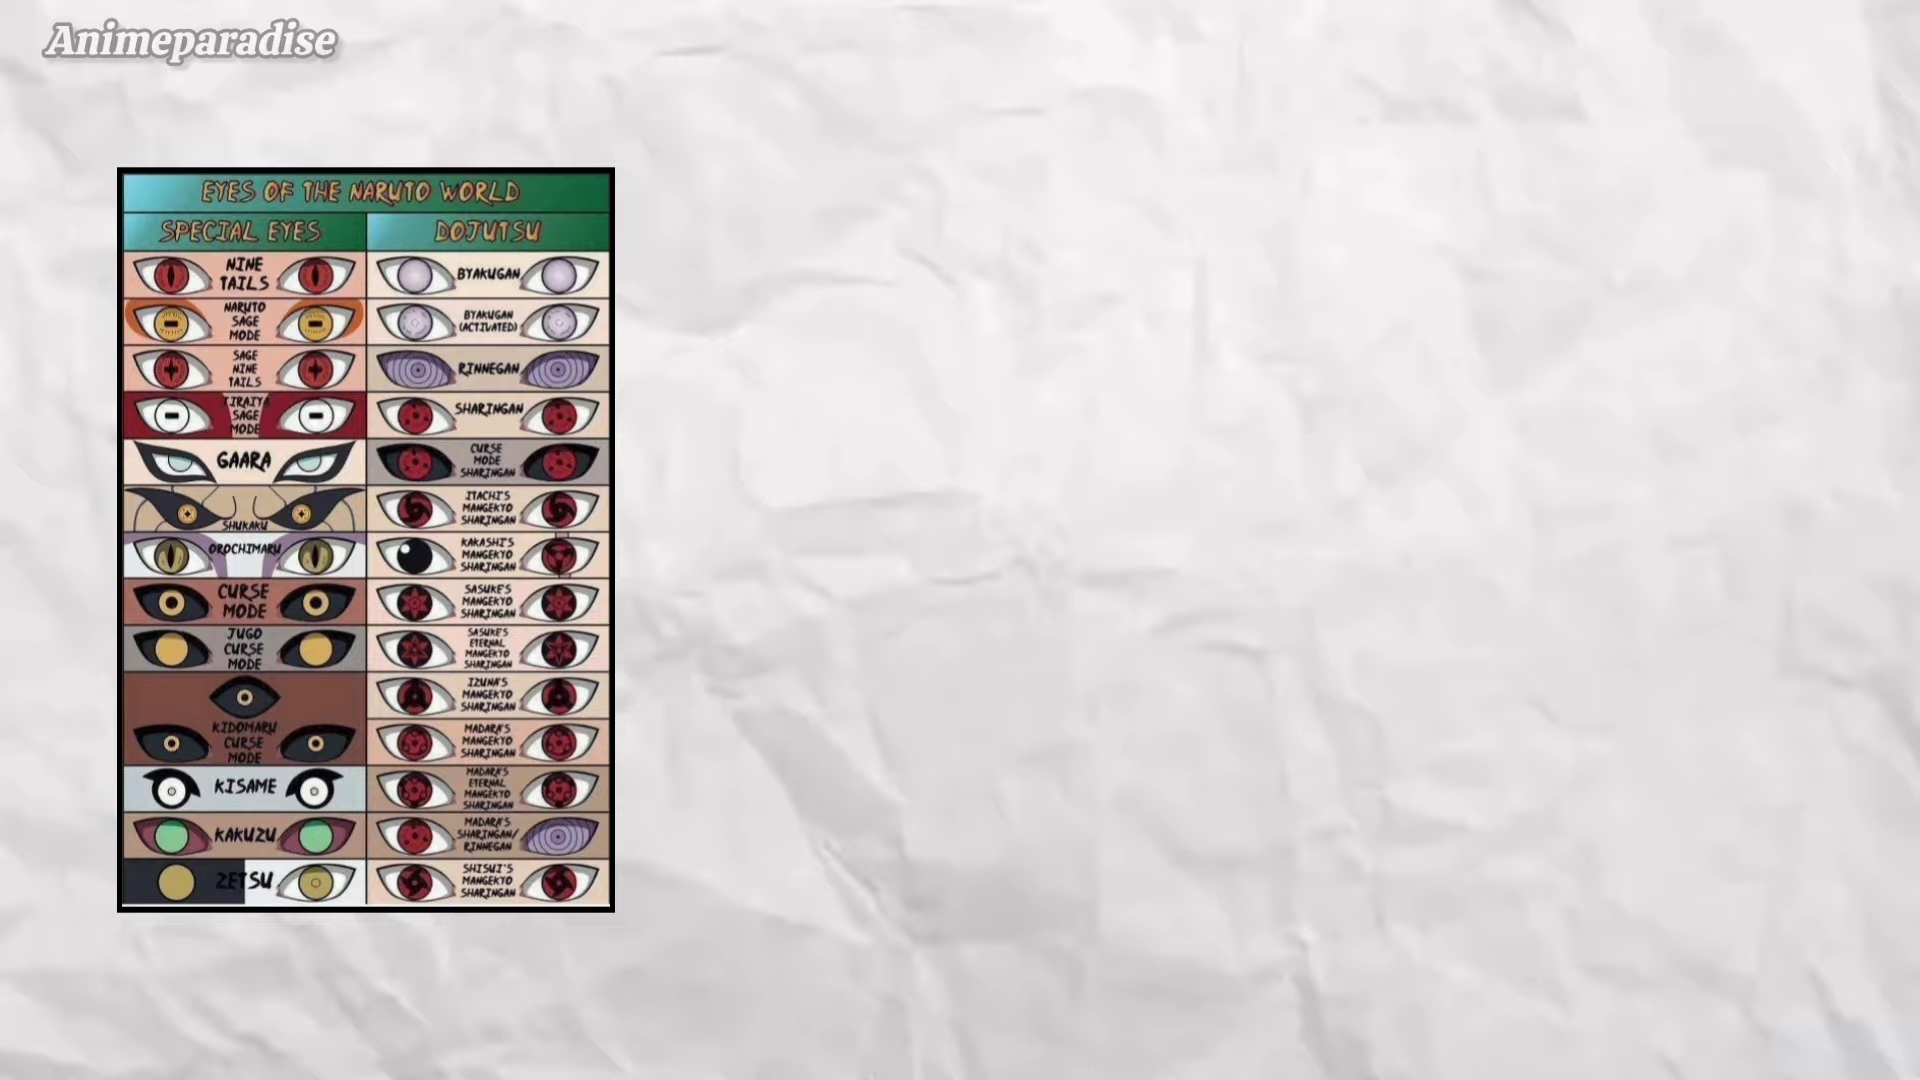 Animeparadise
EYES OF THE NARUTO WORLD
SPECIAL EYES
DOJUTSU
NINE
TAILS
NARUTO
SAGE
MODE
SAGE
NINE
TAILS
JIRAIYA
SAGE
MODE
GAARA
SHUKAKU
OROCHIMARU
CURSE
MODE
JUGO
CURSE
MODE
KIDOMARU
CURSE
MODE
KISAME
KAKUZU
ZETSU
BYAKUGAN
BYAKUGAN
(ACTIVATED)
RINNEGAN
SHARINGAN
CURSE
MODE
SHARINGAN
ITACHI'S
MANGEKYO
SHARINGAN
KAKASHI'S
MANGEKYO
SHARINGAN
SASUKE'S
MANGEKYO
SHARINGAN
SASUKE'S
ETERNAL
MANGEKYO
SHARINGAN
IZUNA'S
MANGEKYO
SHARINGAN
MADARA'S
MANGEKYO
SHARINGAN
MADARA'S
ETERNAL
MANGEKYO
SHARINGAN
MADARA'S
SHARINGAN/
RINNEGAN
SHISUI'S
MANGEKYO
SHARINGAN